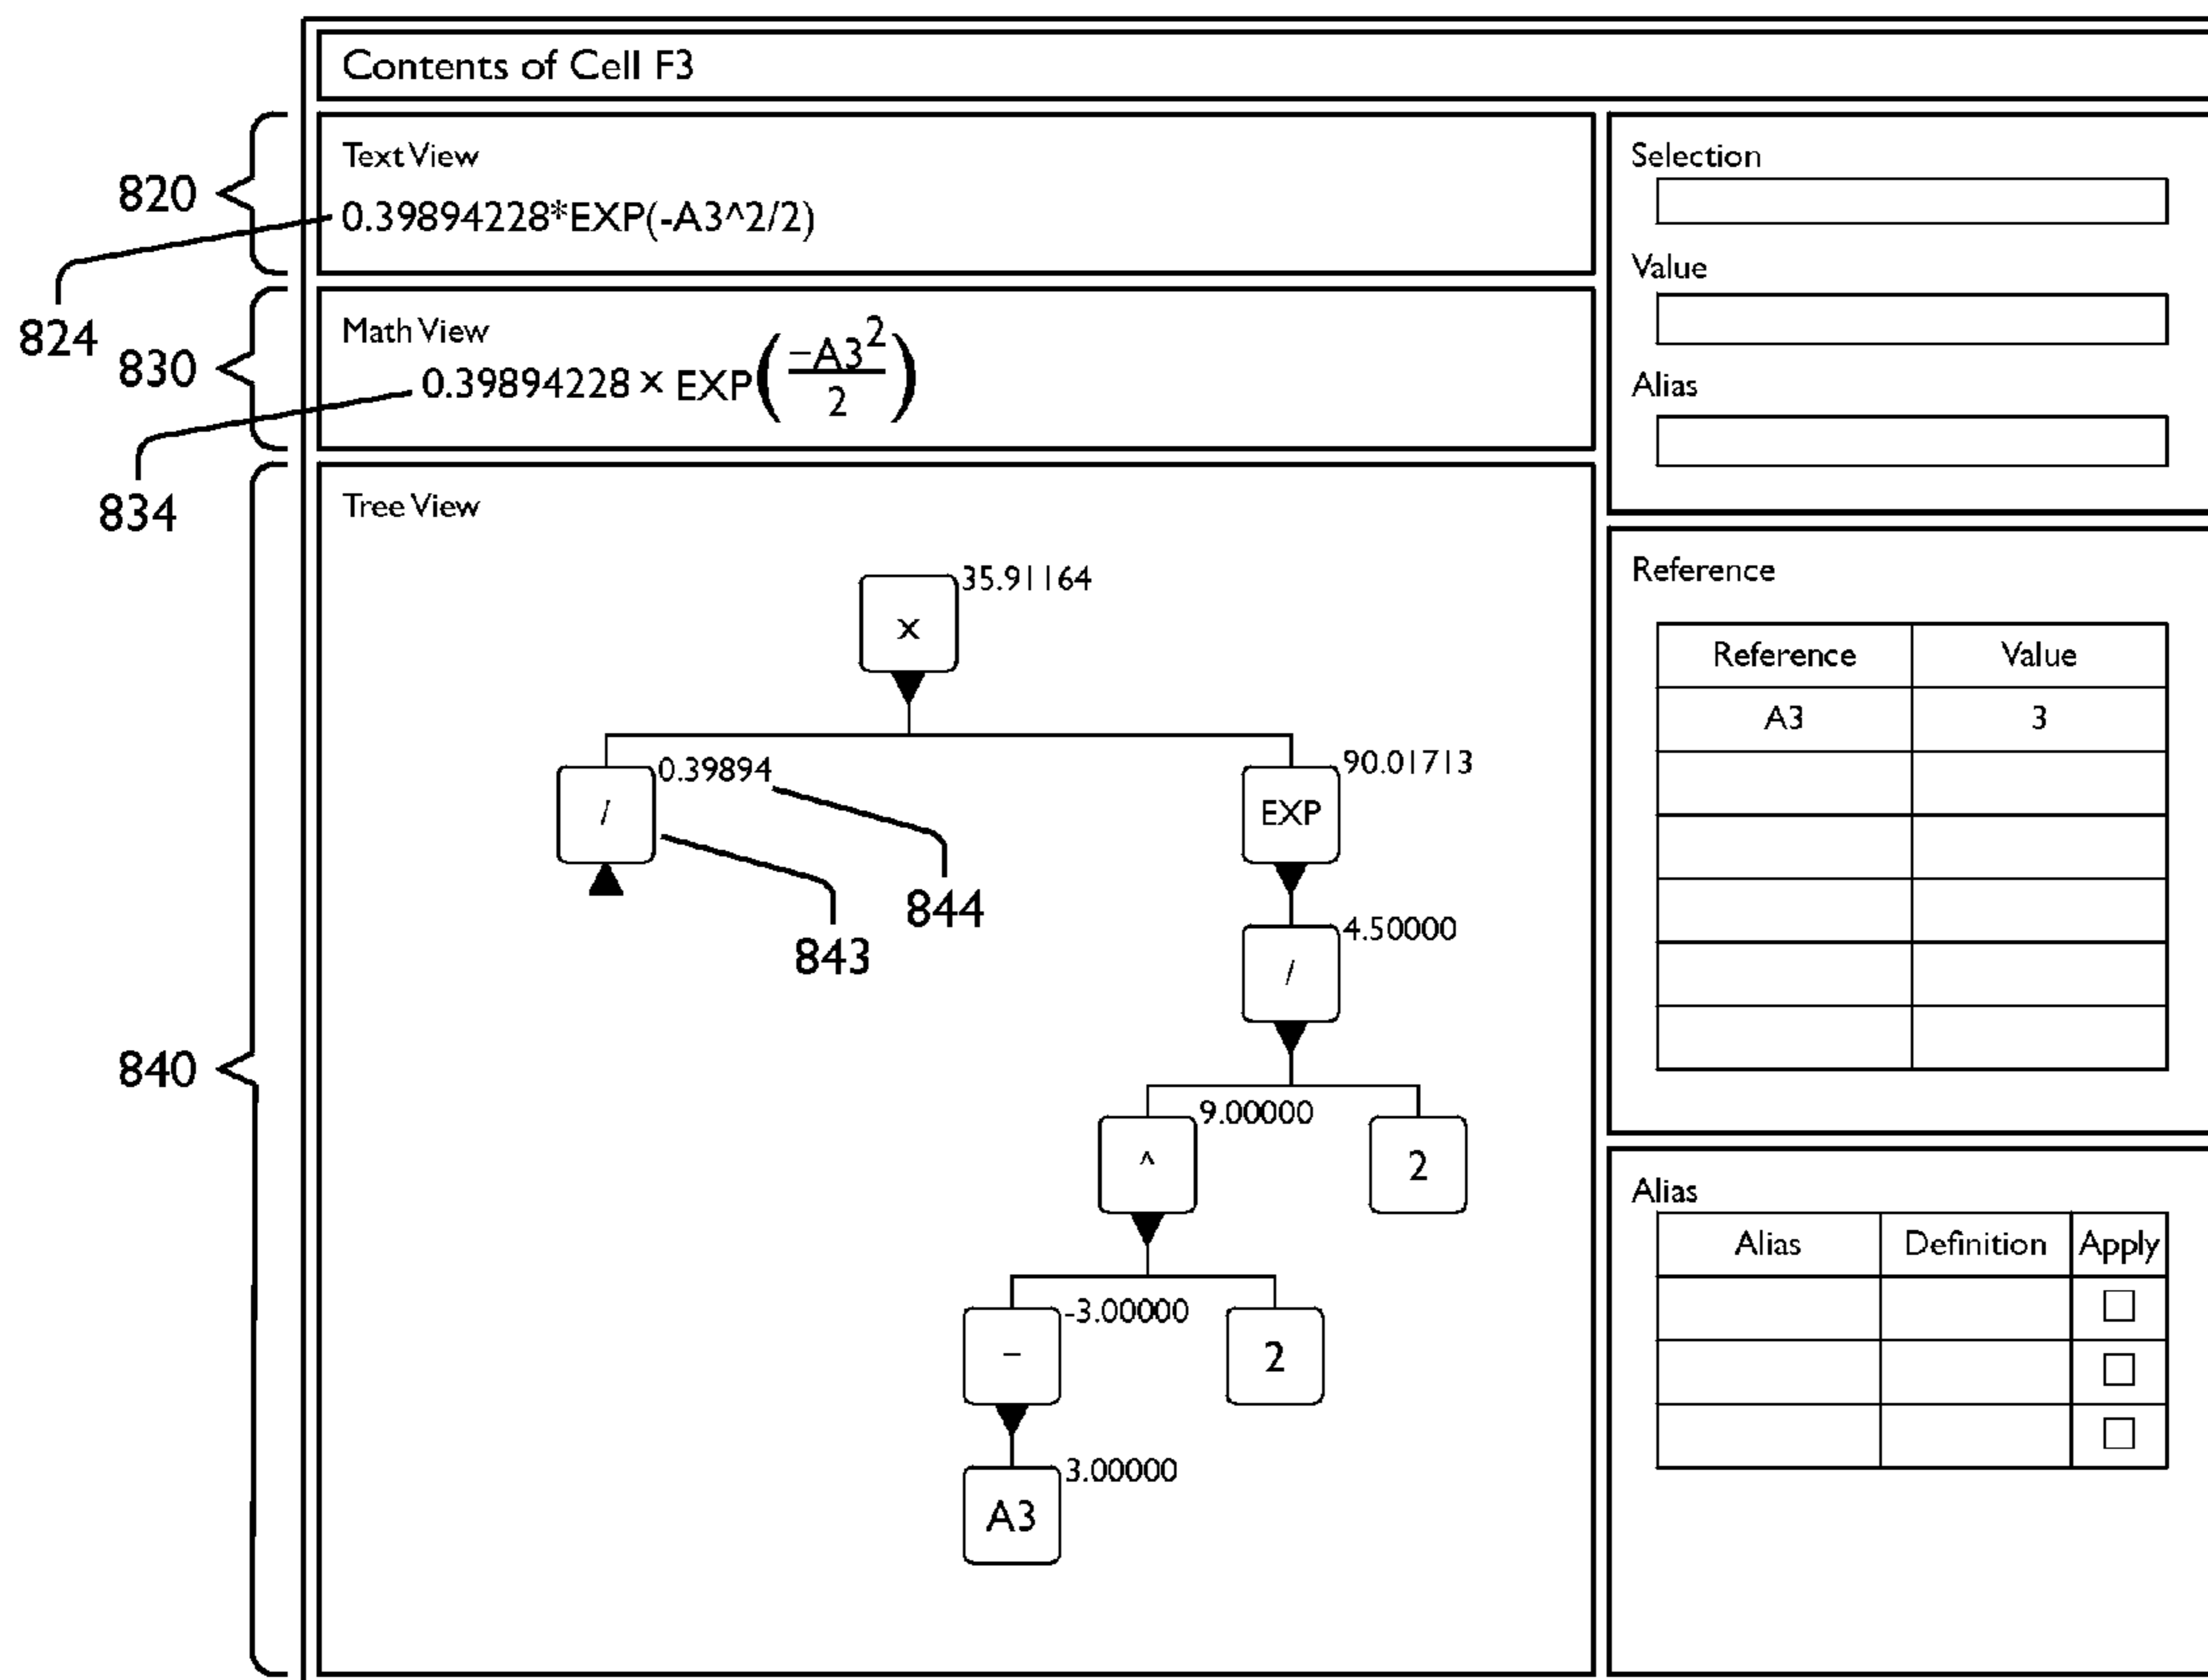 Contents of Cell F3
820
Text View
0.39894228*EXP(-A3^2/2)
824
830
Math View
0.39894228 × EXP(−A3²/2)
834
840
Tree View
35.91164
×
0.39894
/
843
844
90.01713
EXP
4.50000
/
9.00000
^
2
-3.00000
−
2
3.00000
A3
Selection
Value
Alias
Reference
Reference Value
A3 3
Alias
Alias Definition Apply